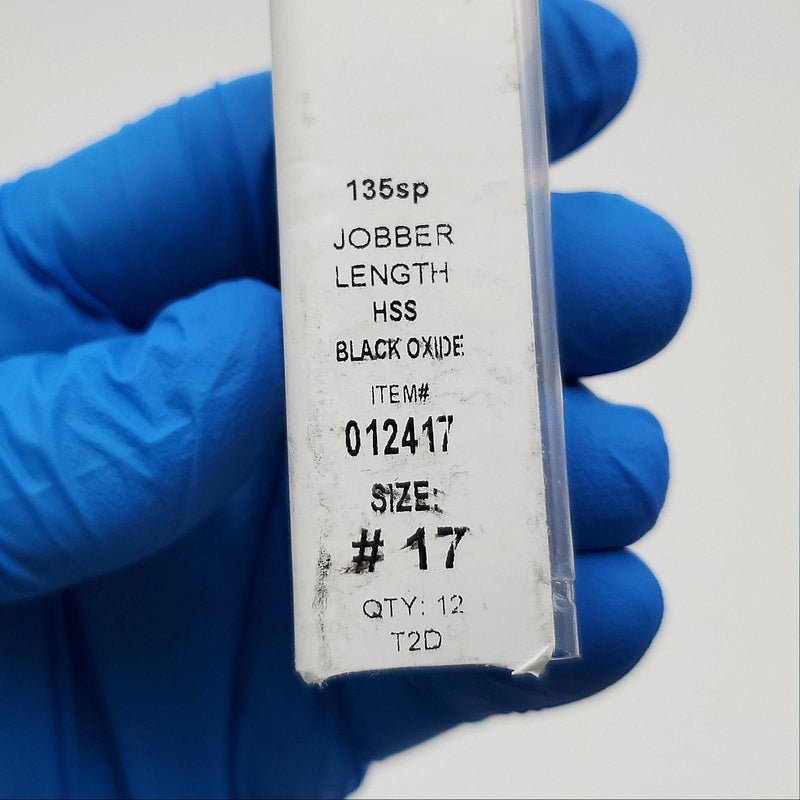 135sp
JOBBER
LENGTH
HSS
BLACK OXIDE
ITEM#
012417
SIZE:
# 17
QTY: 12
T2D